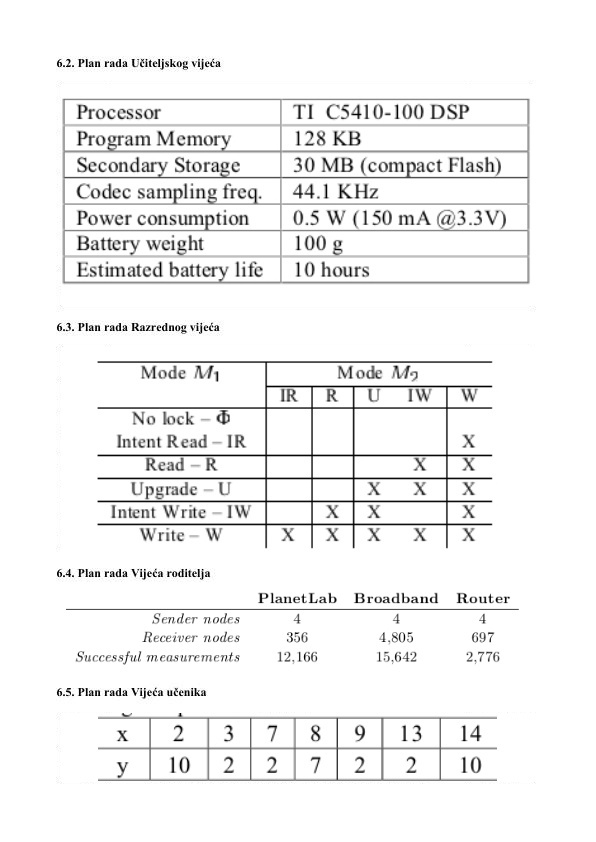 6.2. Plan rada Učiteljskog vijeća
Processor TI C5410-100 DSP
Program Memory 128 KB
Secondary Storage 30 MB (compact Flash)
Codec sampling freq. 44.1 KHz
Power consumption 0.5 W (150 mA @3.3V)
Battery weight 100 g
Estimated battery life 10 hours
6.3. Plan rada Razrednog vijeća
Mode M1 Mode M2
IR R U IW W
No lock – Φ
Intent Read – IR X
Read – R X X
Upgrade – U X X X
Intent Write – IW X X X
Write – W X X X X X
6.4. Plan rada Vijeća roditelja
PlanetLab Broadband Router
Sender nodes 4 4 4
Receiver nodes 356 4,805 697
Successful measurements 12,166 15,642 2,776
6.5. Plan rada Vijeća učenika
x 2 3 7 8 9 13 14
y 10 2 2 7 2 2 10